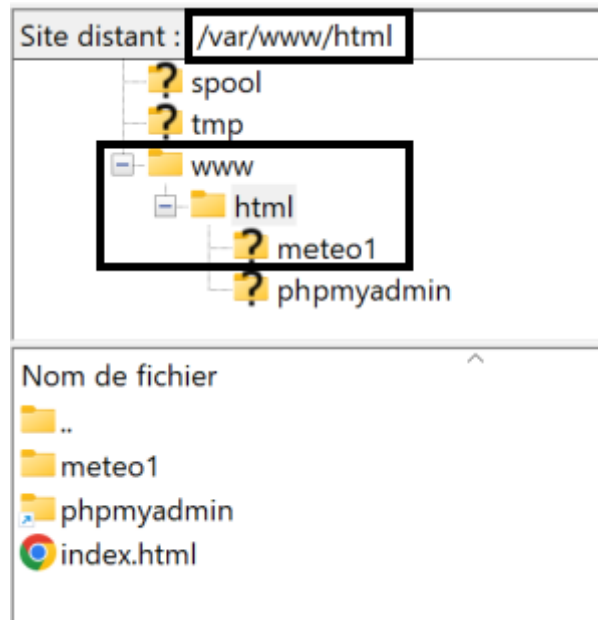 Site distant : /var/www/html
spool
tmp
www
html
meteo1
phpmyadmin
Nom de fichier
..
meteo1
phpmyadmin
index.html